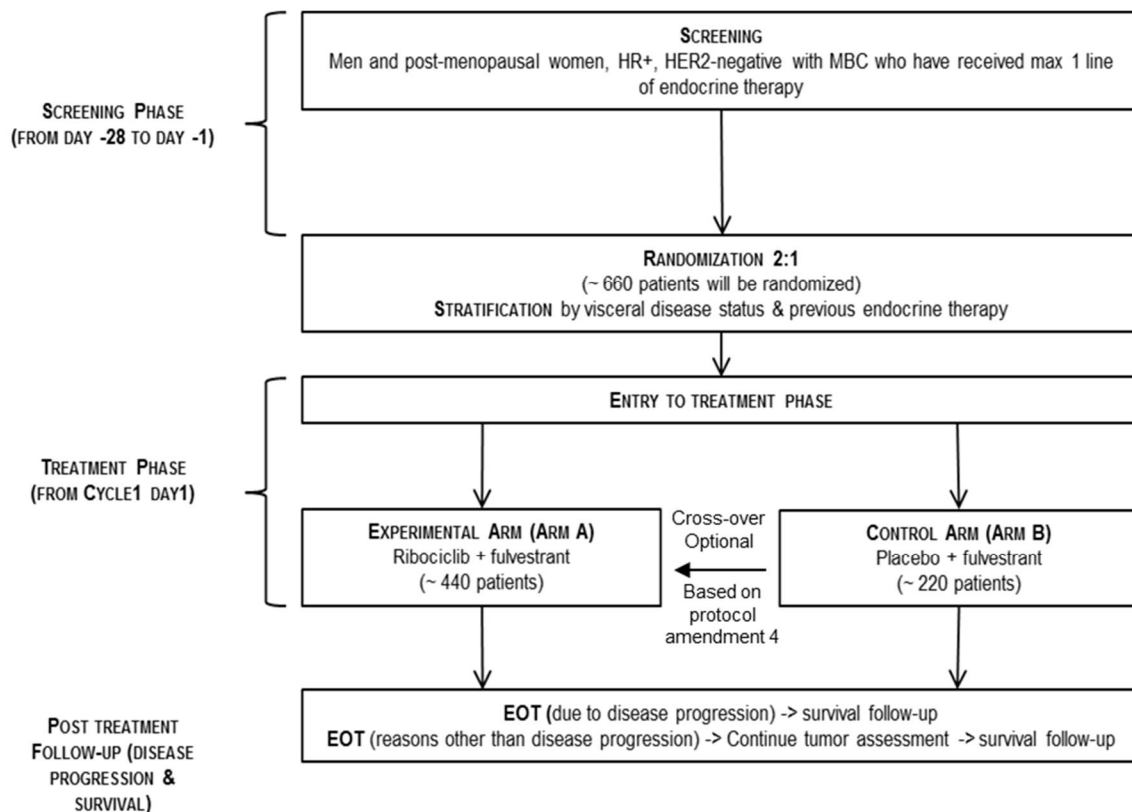 SCREENING
Men and post-menopausal women, HR+, HER2-negative with MBC who have received max 1 line
of endocrine therapy
SCREENING PHASE
(FROM DAY -28 TO DAY -1)
RANDOMIZATION 2:1
(~ 660 patients will be randomized)
STRATIFICATION by visceral disease status & previous endocrine therapy
ENTRY TO TREATMENT PHASE
TREATMENT PHASE
(FROM CYCLE1 DAY1)
EXPERIMENTAL ARM (ARM A)
Ribociclib + fulvestrant
(~ 440 patients)
Cross-over
Optional
Based on
protocol
amendment 4
CONTROL ARM (ARM B)
Placebo + fulvestrant
(~ 220 patients)
POST TREATMENT
FOLLOW-UP (DISEASE
PROGRESSION &
SURVIVAL)
EOT (due to disease progression) -> survival follow-up
EOT (reasons other than disease progression) -> Continue tumor assessment -> survival follow-up